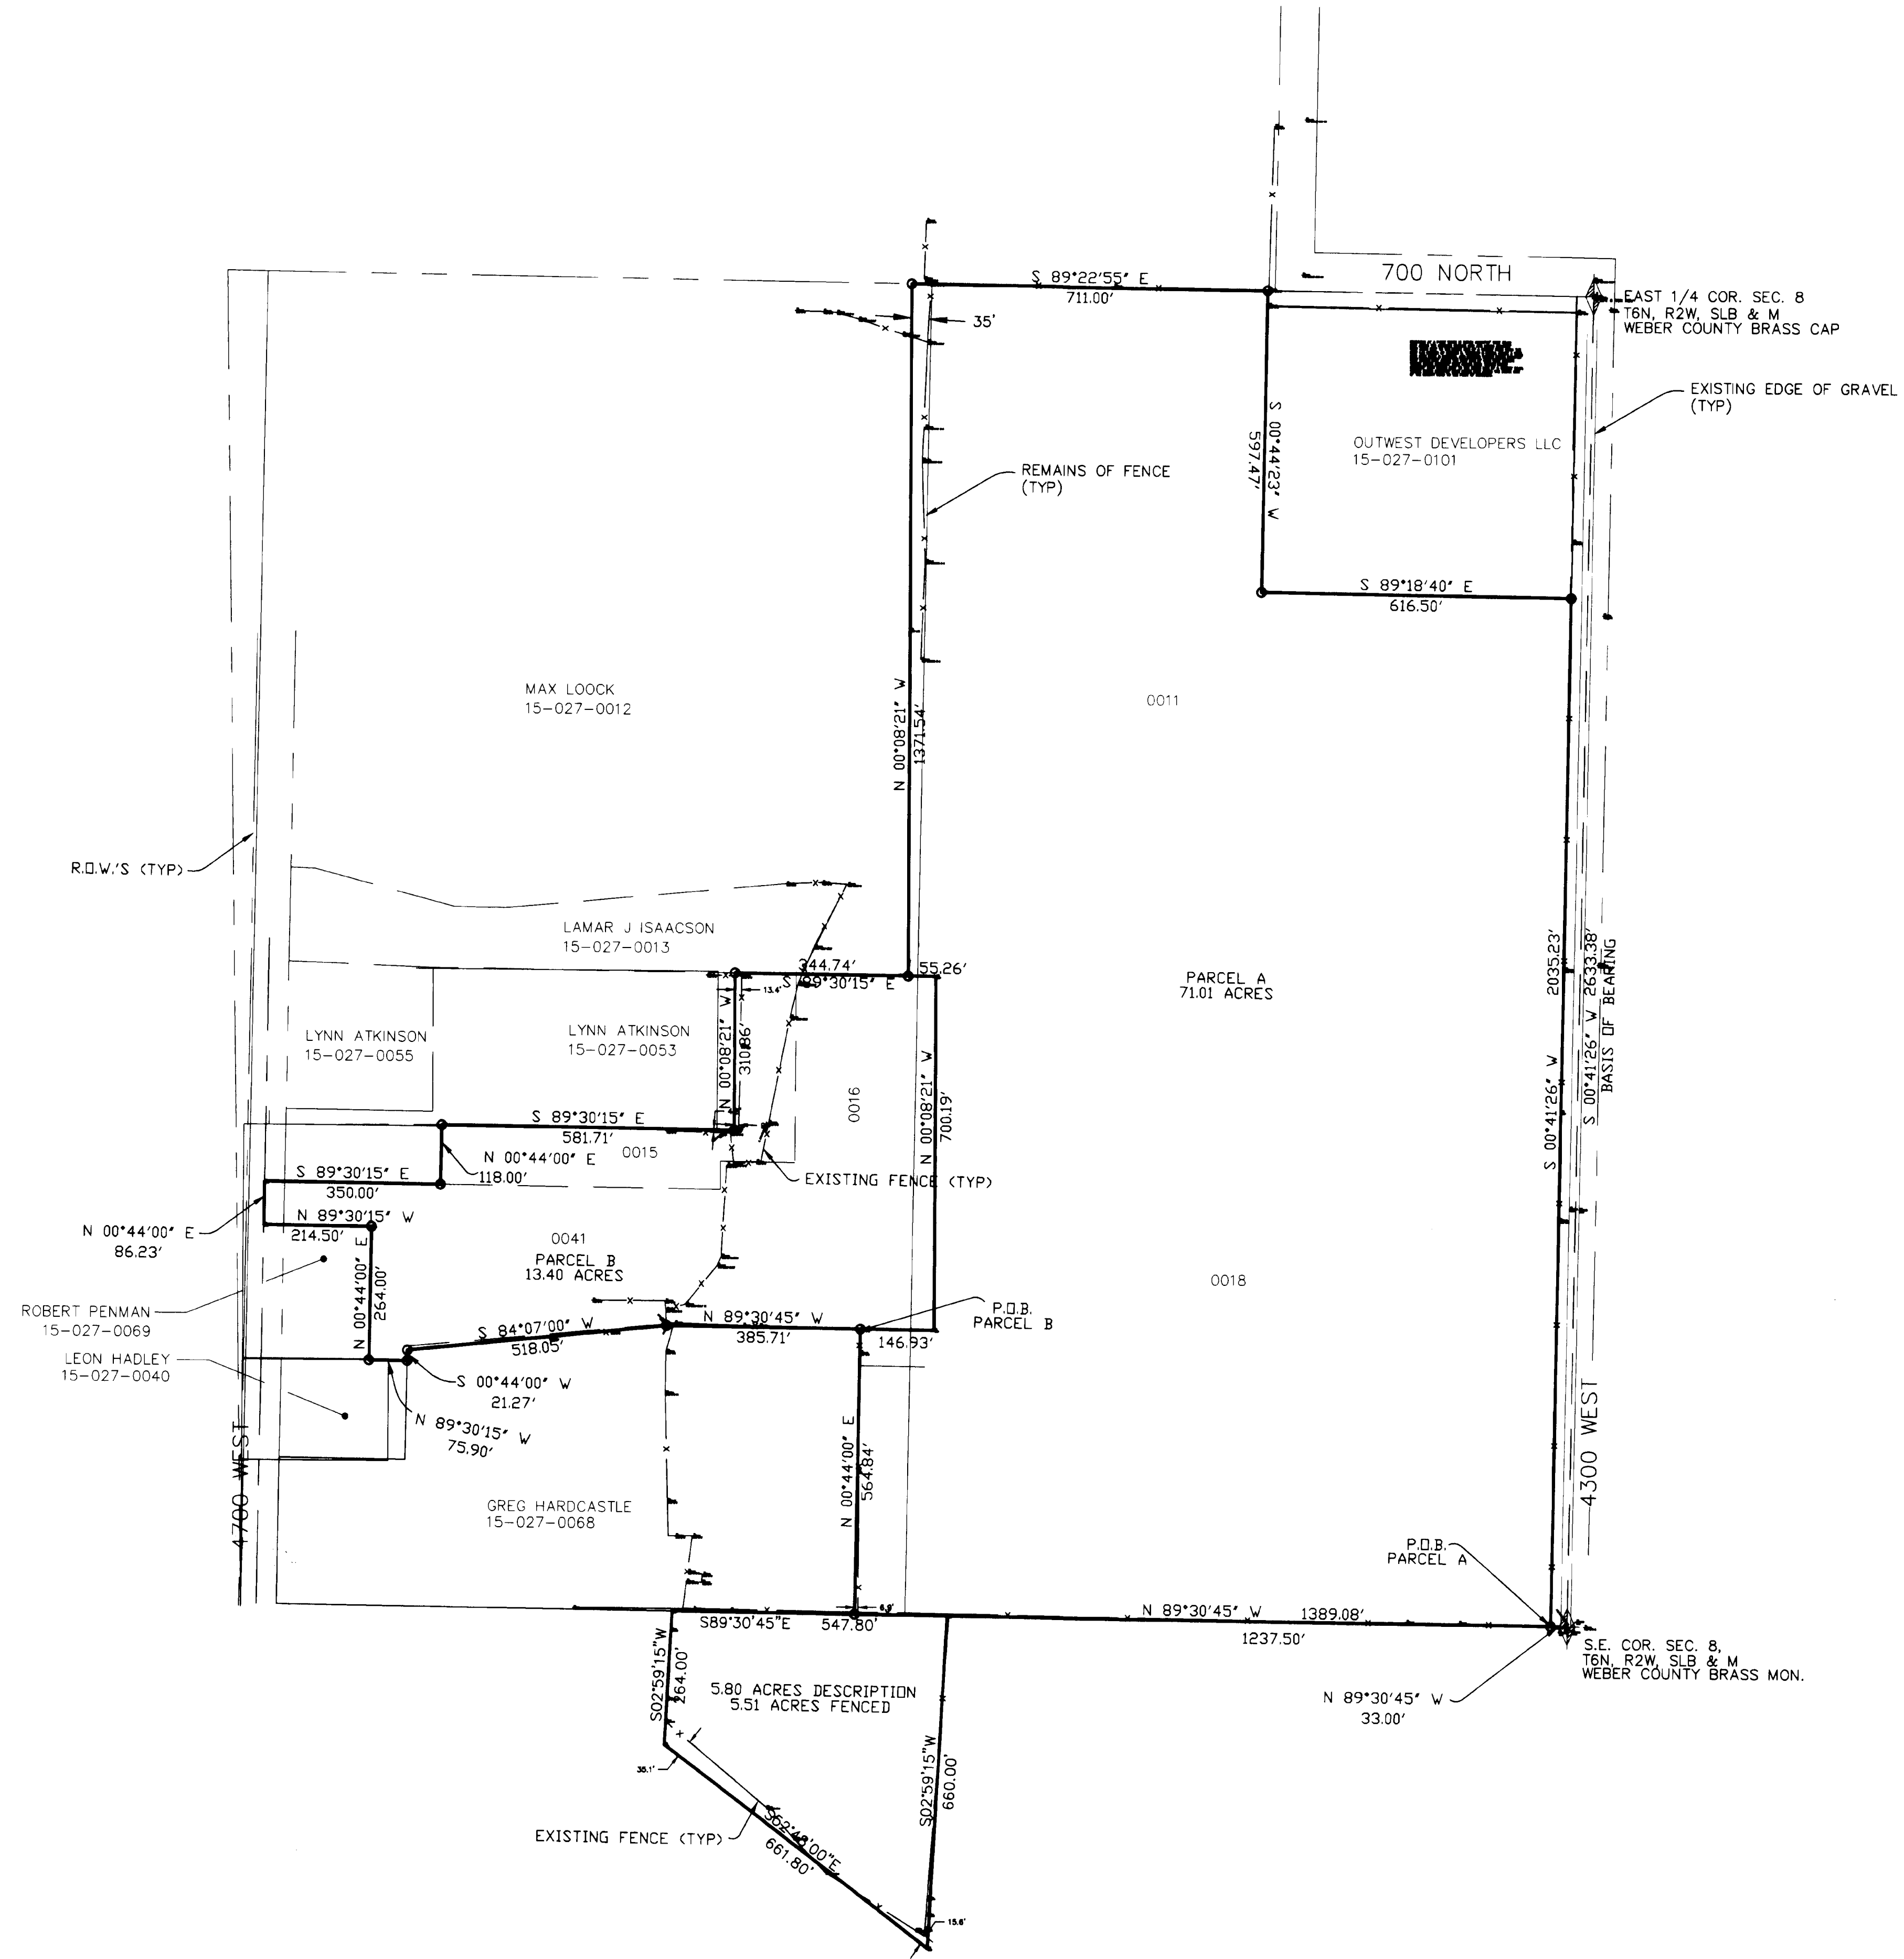 700 NORTH
S 89°22'55" E
711.00'
EAST 1/4 COR. SEC. 8
T6N, R2W, SLB & M
WEBER COUNTY BRASS CAP
35'
EXISTING EDGE OF GRAVEL
(TYP)
S 00°44'23" W
597.47'
OUTWEST DEVELOPERS LLC
15-027-0101
REMAINS OF FENCE
(TYP)
S 89°18'40" E
616.50'
MAX LOOCK
15-027-0012
N 00°08'21" W
1371.54'
0011
R.O.W.'S (TYP)
LAMAR J ISAACSON
15-027-0013
344.74'
S 89°30'15" E
55.26'
13.4'
PARCEL A
71.01 ACRES
2035.23'
S 00°41'26" W
S 00°41'26" W 2633.38'
BASIS OF BEARING
LYNN ATKINSON
15-027-0055
LYNN ATKINSON
15-027-0053
N 00°08'21" W
310.86'
0016
N 00°08'21" W
700.19'
S 89°30'15" E
581.71'
0015
N 00°44'00" E
118.00'
EXISTING FENCE (TYP)
S 89°30'15" E
350.00'
N 89°30'15" W
214.50'
N 00°44'00" E
86.23'
0041
PARCEL B
13.40 ACRES
N 00°44'00" E
264.00'
0018
ROBERT PENMAN
15-027-0069
S 84°07'00" W
518.05'
N 89°30'45" W
385.71'
146.93'
P.O.B.
PARCEL B
LEON HADLEY
15-027-0040
S 00°44'00" W
21.27'
N 89°30'15" W
75.90'
4700 WEST
N 00°44'00" E
564.84'
4300 WEST
GREG HARDCASTLE
15-027-0068
P.O.B.
PARCEL A
6.9'
S89°30'45"E
547.80'
N 89°30'45" W
1389.08'
1237.50'
S.E. COR. SEC. 8,
T6N, R2W, SLB & M
WEBER COUNTY BRASS MON.
N 89°30'45" W
33.00'
S02°59'15"W
264.00'
5.80 ACRES DESCRIPTION
5.51 ACRES FENCED
S02°59'15"W
660.00'
EXISTING FENCE (TYP)
661.80'
15.6'